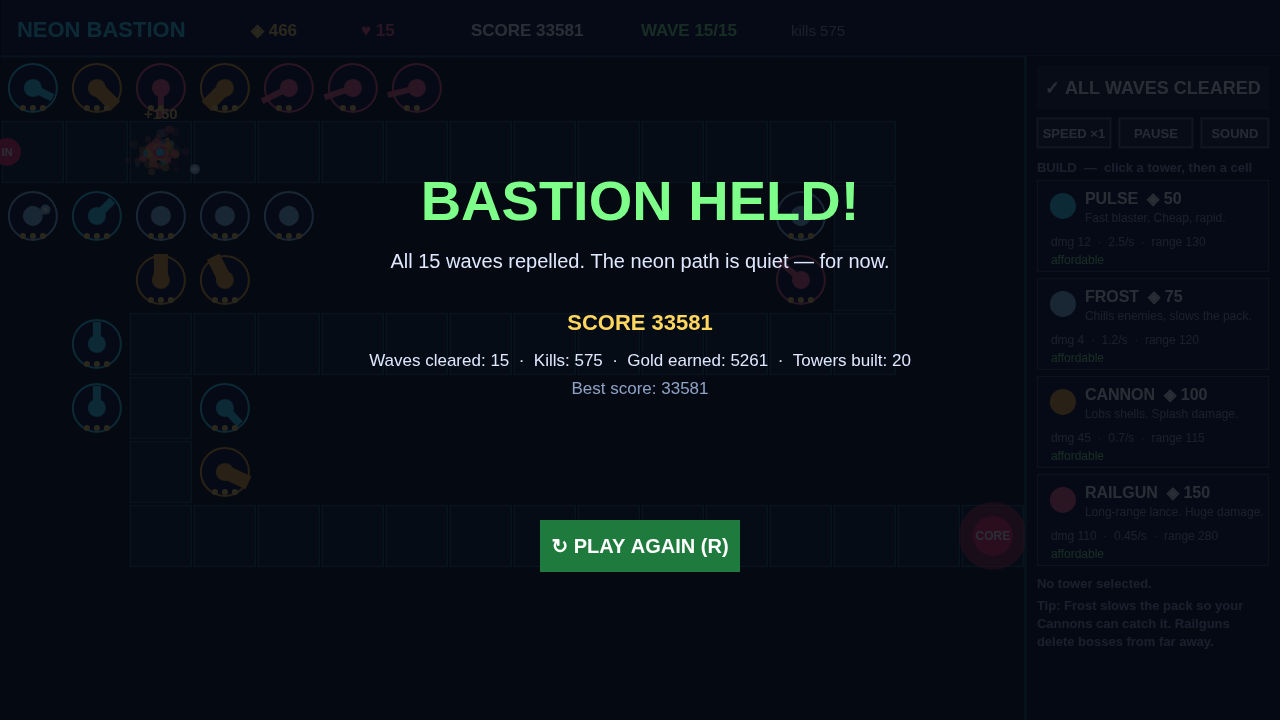 NEON BASTION ◈ 466 ♥ 15 SCORE 33581 WAVE 15/15 kills 575
✓ ALL WAVES CLEARED
SPEED ×1 PAUSE SOUND
BUILD — click a tower, then a cell
PULSE ◈ 50
Fast blaster. Cheap, rapid.
dmg 12 · 2.5/s · range 130
affordable
FROST ◈ 75
Chills enemies, slows the pack.
dmg 4 · 1.2/s · range 120
affordable
CANNON ◈ 100
Lobs shells. Splash damage.
dmg 45 · 0.7/s · range 115
affordable
RAILGUN ◈ 150
Long-range lance. Huge damage.
dmg 110 · 0.45/s · range 280
affordable
No tower selected.
Tip: Frost slows the pack so your
Cannons can catch it. Railguns
delete bosses from far away.
+180
IN
BASTION HELD!
All 15 waves repelled. The neon path is quiet — for now.
SCORE 33581
Waves cleared: 15 · Kills: 575 · Gold earned: 5261 · Towers built: 20
Best score: 33581
↻ PLAY AGAIN (R)
CORE